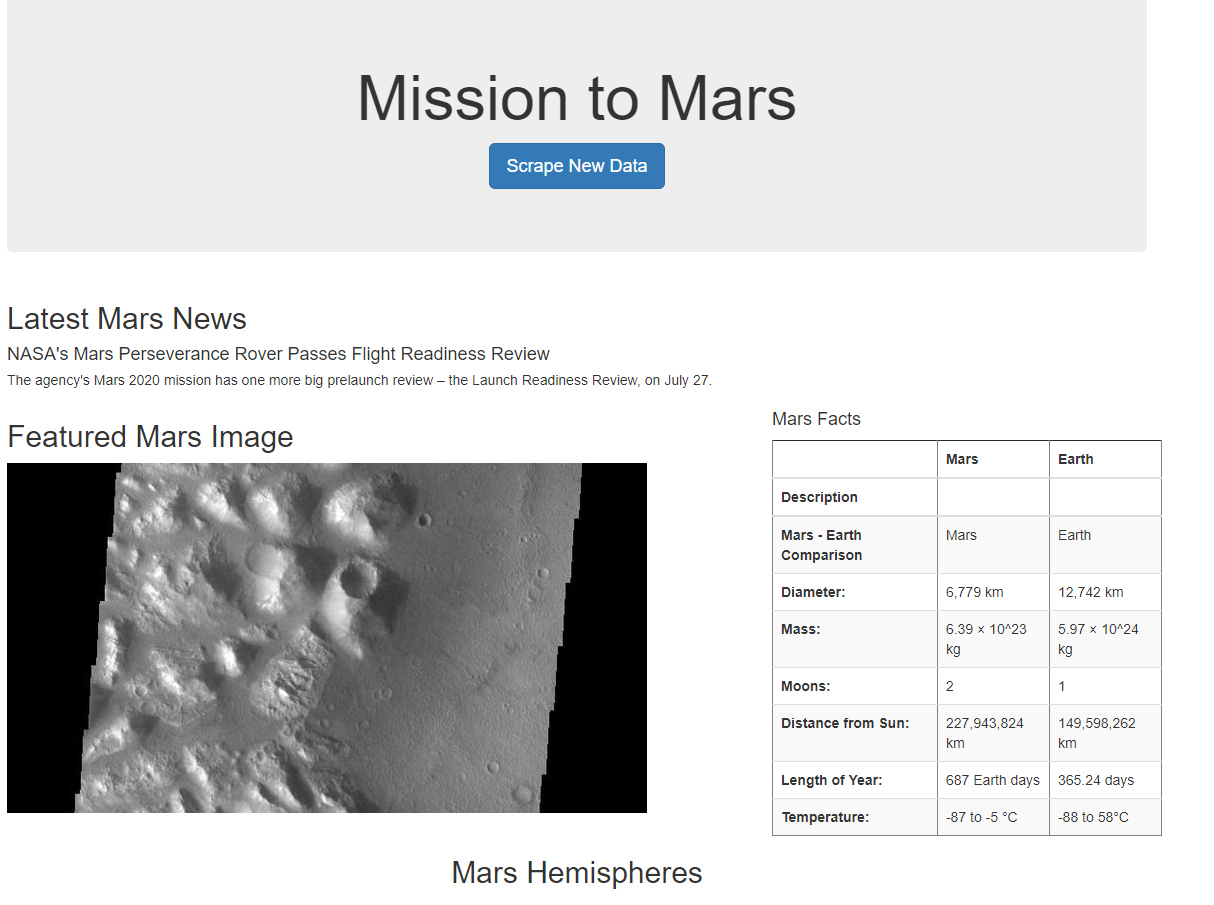 Mission to Mars
Scrape New Data
Latest Mars News
NASA's Mars Perseverance Rover Passes Flight Readiness Review
The agency's Mars 2020 mission has one more big prelaunch review – the Launch Readiness Review, on July 27.
Featured Mars Image
Mars Facts
Mars Earth
Description
Mars - Earth Mars Earth
Comparison
Diameter: 6,779 km 12,742 km
Mass: 6.39 × 10^23 5.97 × 10^24
kg kg
Moons: 2 1
Distance from Sun: 227,943,824 149,598,262
km km
Length of Year: 687 Earth days 365.24 days
Temperature: -87 to -5 °C -88 to 58°C
Mars Hemispheres